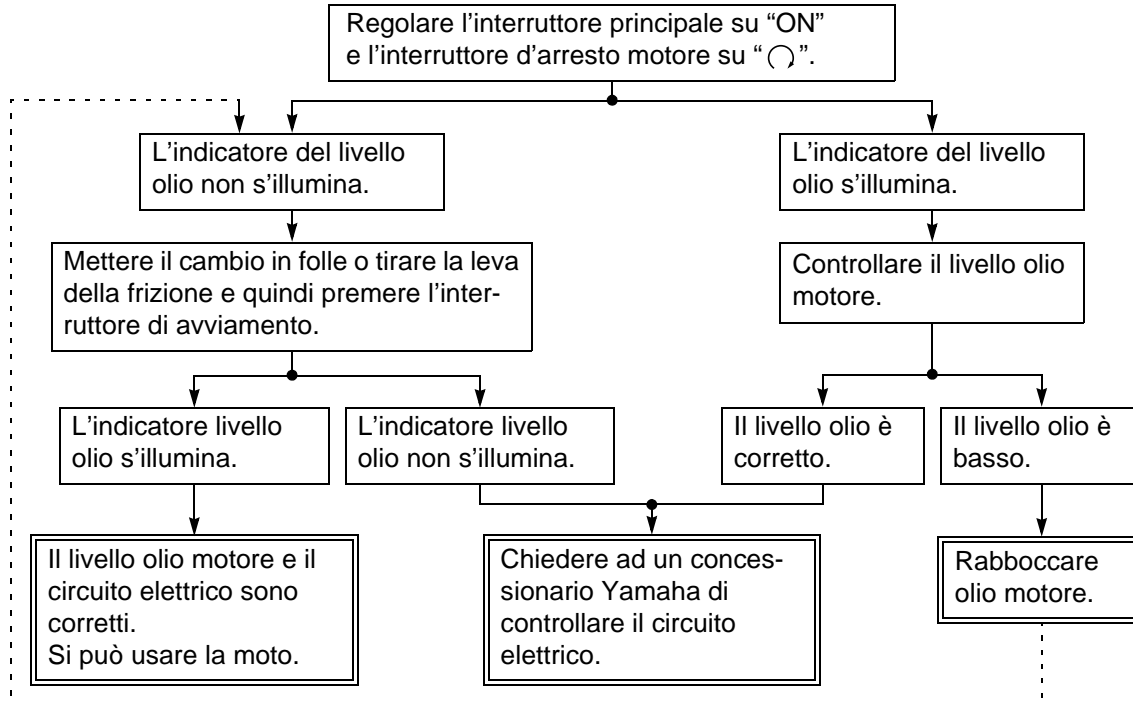 Regolare l'interruttore principale su “ON”
e l'interruttore d'arresto motore su “ ”.
L'indicatore del livello
olio non s'illumina.
L'indicatore del livello
olio s'illumina.
Mettere il cambio in folle o tirare la leva
della frizione e quindi premere l'inter-
ruttore di avviamento.
Controllare il livello olio
motore.
L'indicatore livello
olio s'illumina.
L'indicatore livello
olio non s'illumina.
Il livello olio è
corretto.
Il livello olio è
basso.
Il livello olio motore e il
circuito elettrico sono
corretti.
Si può usare la moto.
Chiedere ad un conces-
sionario Yamaha di
controllare il circuito
elettrico.
Rabboccare
olio motore.